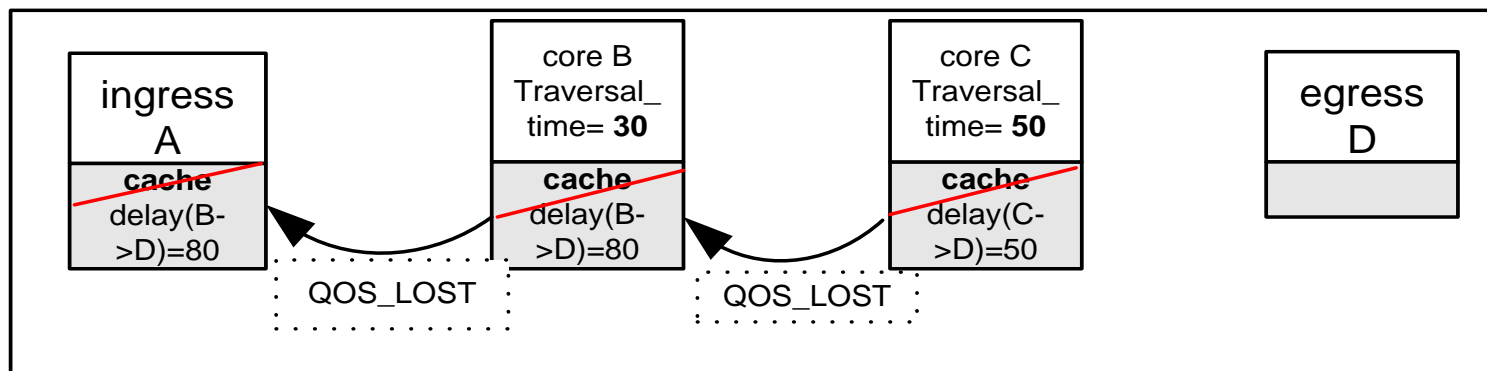 ingress
A
cache
delay(B-
>D)=80
core B
Traversal_
time= 30
cache
delay(B-
>D)=80
core C
Traversal_
time= 50
cache
delay(C-
>D)=50
egress
D
QOS_LOST
QOS_LOST